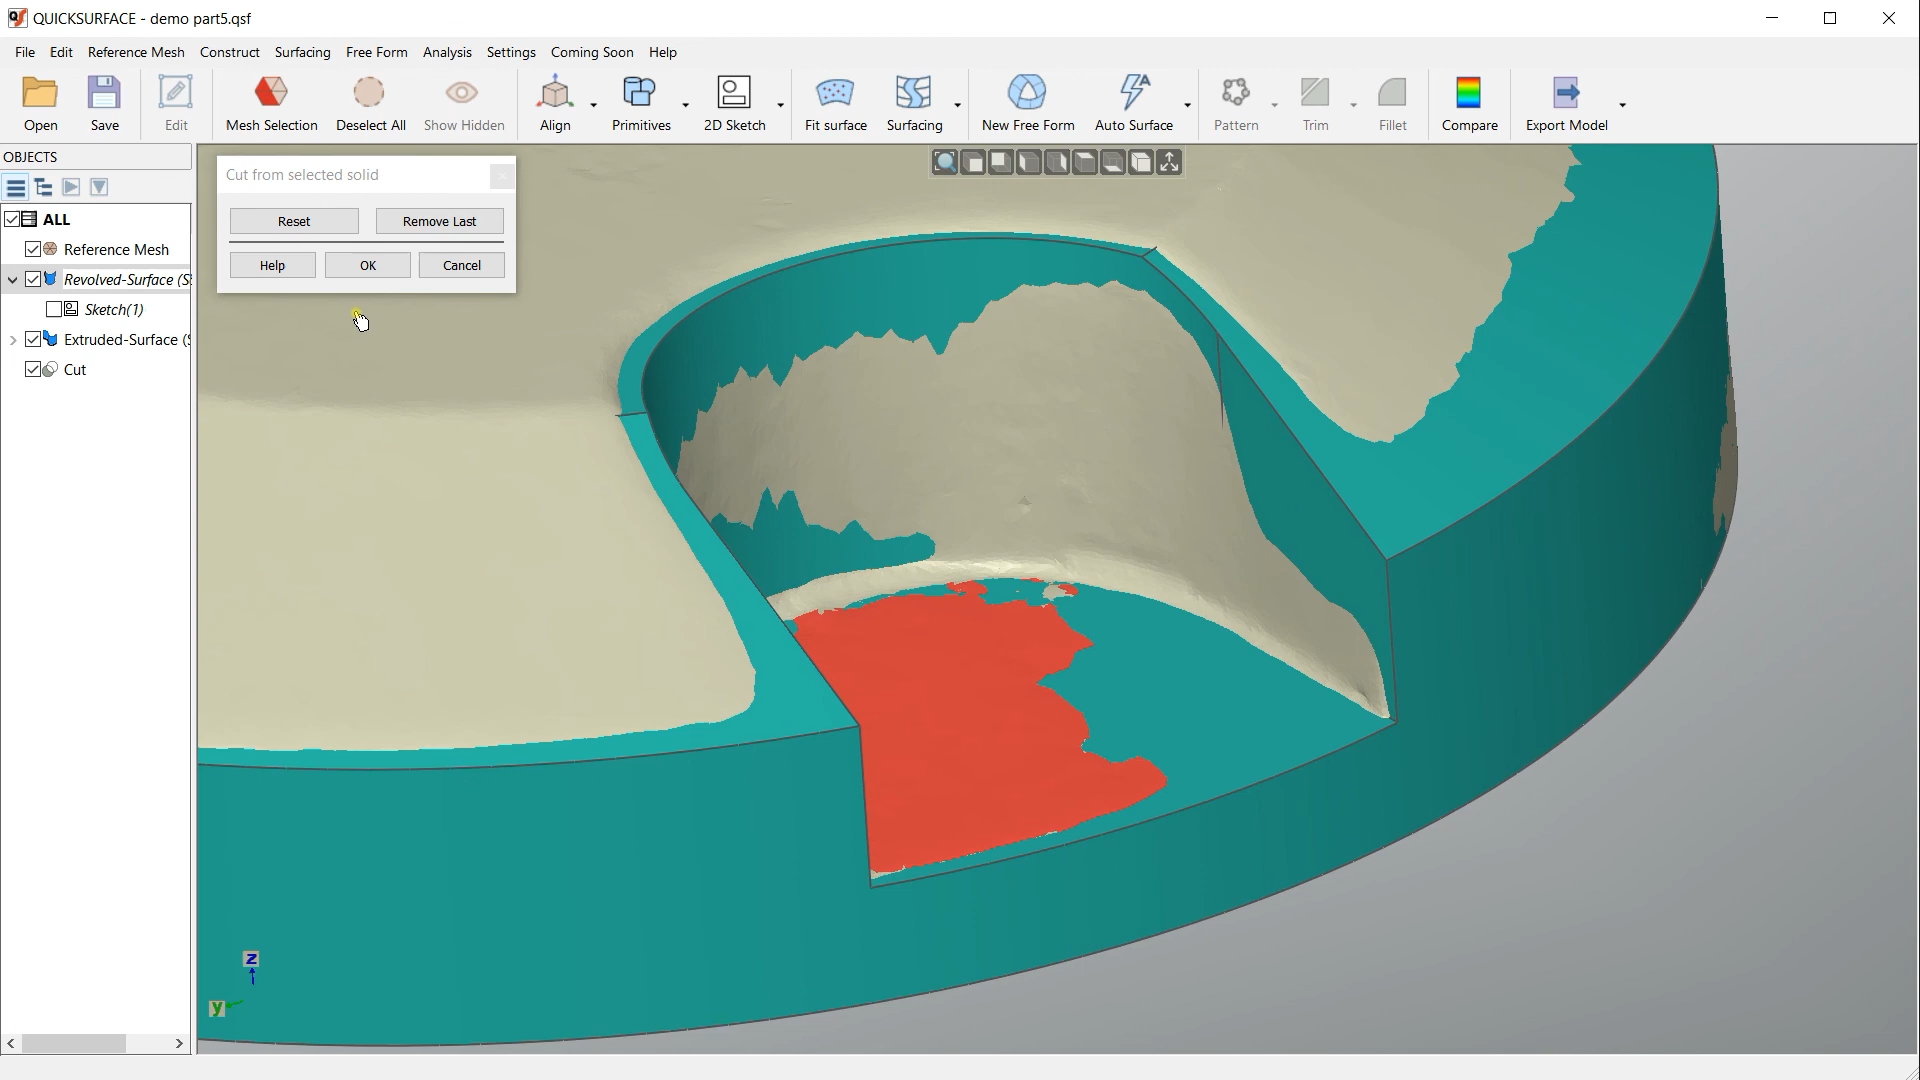 QUICKSURFACE - demo part5.qsf
File Edit Reference Mesh Construct Surfacing Free Form Analysis Settings Coming Soon Help
Open Save Edit Mesh Selection Deselect All Show Hidden Align Primitives 2D Sketch Fit surface Surfacing New Free Form Auto Surface Pattern Trim Fillet Compare Export Model
OBJECTS
ALL
Reference Mesh
Revolved-Surface (S
Sketch(1)
Extruded-Surface (S
Cut
Cut from selected solid
Reset Remove Last
Help OK Cancel
z
y